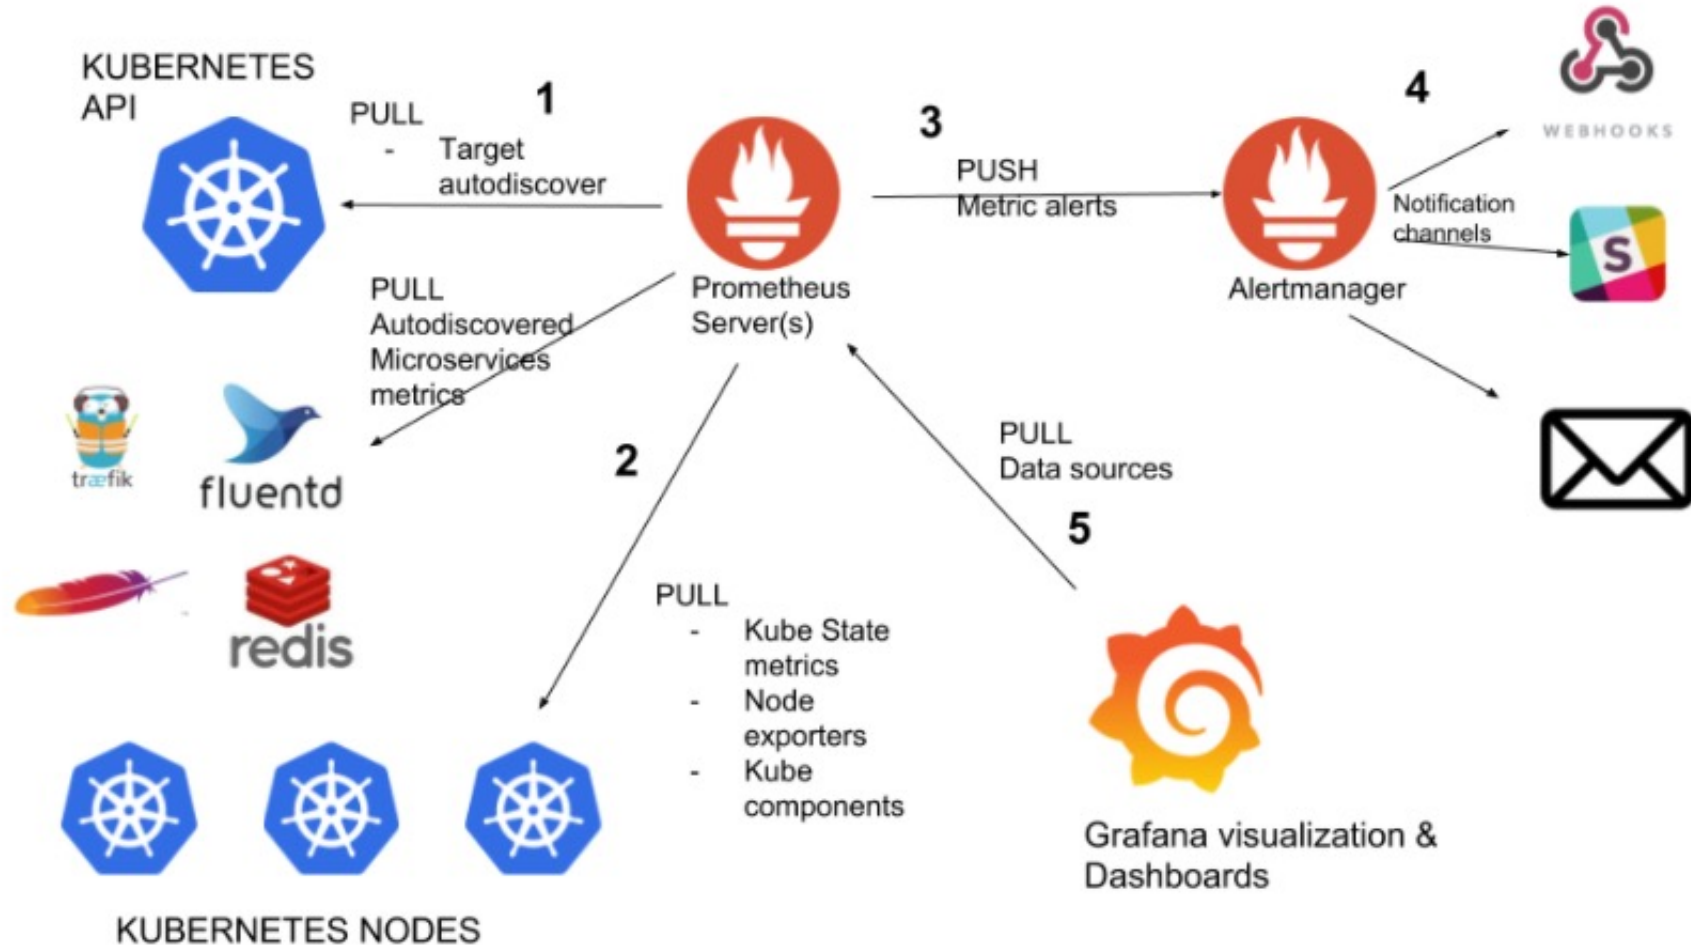 KUBERNETES
API
PULL
- Target
autodiscover
1
3
PUSH
Metric alerts
4
WEBHOOKS
Notification
channels
S
PULL
Autodiscovered
Microservices
metrics
Prometheus
Server(s)
Alertmanager
træfik
fluentd
2
PULL
Data sources
5
redis
PULL
- Kube State
metrics
- Node
exporters
- Kube
components
Grafana visualization &
Dashboards
KUBERNETES NODES